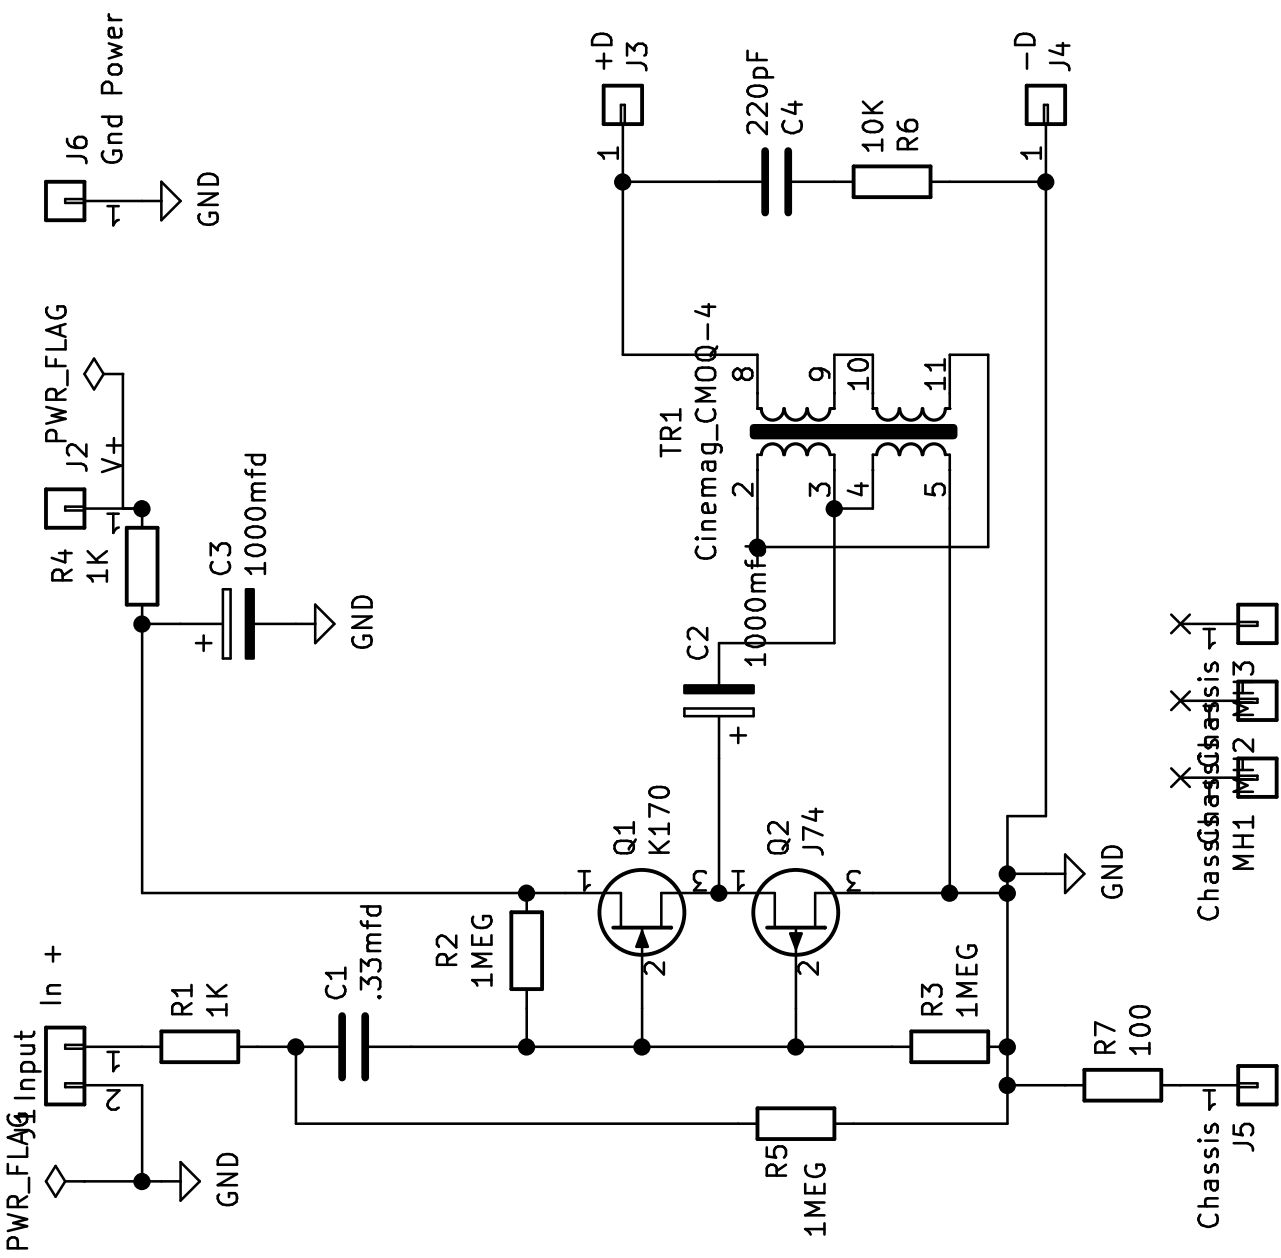 +D
J3
-D
J4
1
1
220pF
C4
10K
R6
J6
Gnd Power
1
GND
PWR_FLAG
J2
V+
1
R4
1K
C3
1000mfd
+
GND
TR1
Cinemag_CMOQ-4
8
9
10
11
2
3
4
5
C2
1000mf
+
Q1
K170
1
3
2
Q2
J74
1
3
2
GND
R2
1MEG
C1
.33mfd
R1
1K
In +
J1 Input
1
2
PWR_FLAG
GND
R3
1MEG
R5
1MEG
R7
100
1
Chassis
J5
1
Chassis
MH3
Chassis
MH2
Chassis
MH1